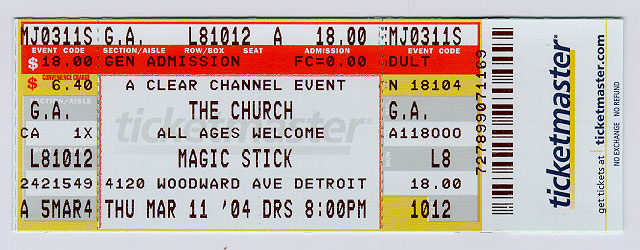 MJ0311S G.A. L81012 A 18.00 MJ0311S
EVENT CODE SECTION/AISLE ROW/BOX SEAT ADMISSION EVENT CODE
$ 18.00 GEN ADMISSION FC=0.00 DULT
CONVENIENCE CHARGE
$ 6.40 A CLEAR CHANNEL EVENT N 18104
SECTION/AISLE
G.A. THE CHURCH G.A.
ticketmaster
CA 1X ALL AGES WELCOME A118000
L81012 MAGIC STICK L8
2421549 4120 WOODWARD AVE DETROIT 18.00
A 5MAR4 THU MAR 11 '04 DRS 8:00PM 1012
727899071169
ticketmaster
get tickets at ticketmaster.com
NO EXCHANGE NO REFUND